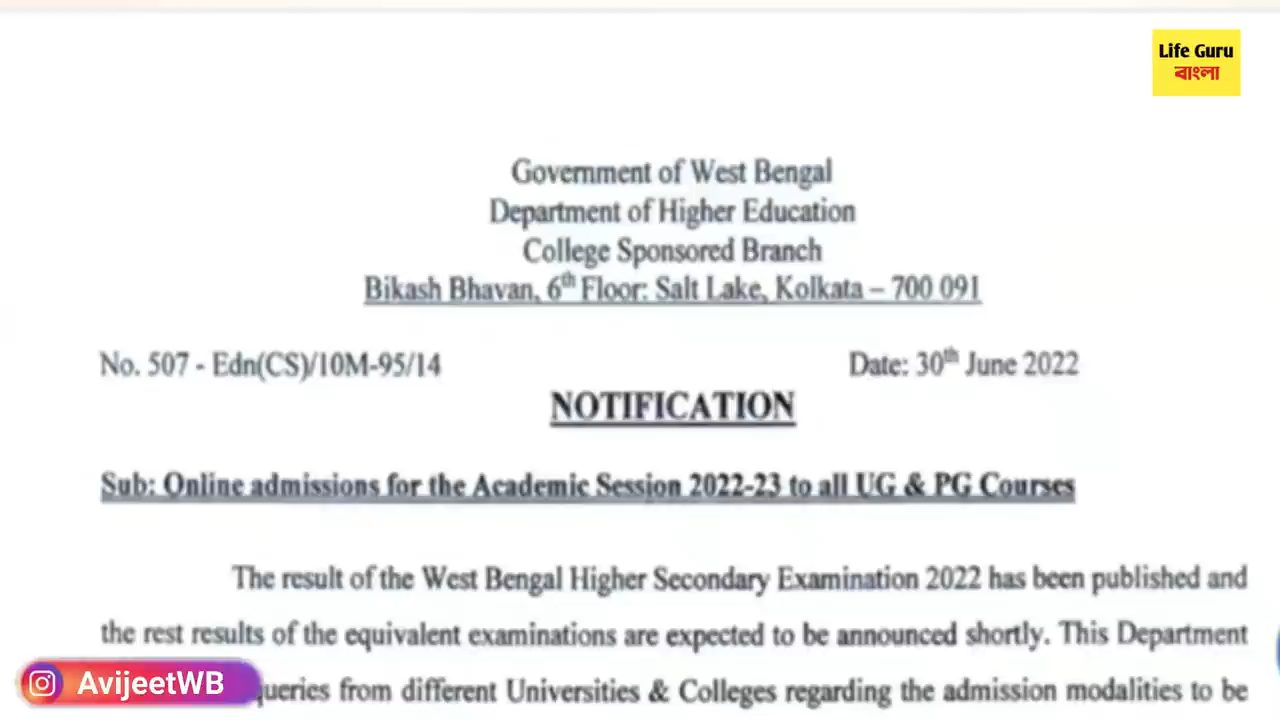 Life Guru
বাংলা
Government of West Bengal
Department of Higher Education
College Sponsored Branch
Bikash Bhavan, 6th Floor: Salt Lake, Kolkata – 700 091
No. 507 - Edn(CS)/10M-95/14 Date: 30th June 2022
NOTIFICATION
Sub: Online admissions for the Academic Session 2022-23 to all UG & PG Courses
The result of the West Bengal Higher Secondary Examination 2022 has been published and
the rest results of the equivalent examinations are expected to be announced shortly. This Department
AvijeetWB from different Universities & Colleges regarding the admission modalities to be